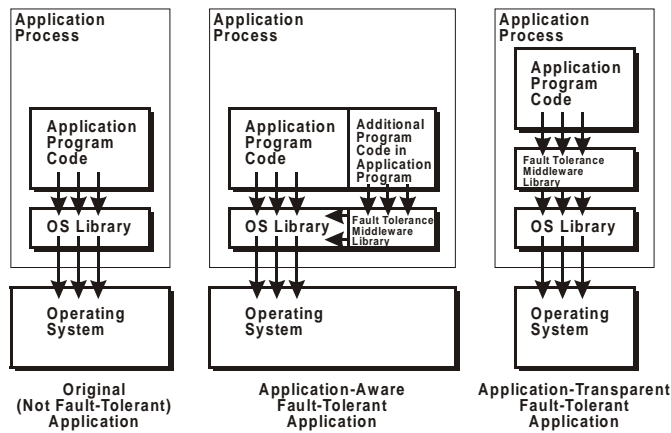 Application
Process
Application
Program
Code
OS Library
Operating
System
Original
(Not Fault-Tolerant)
Application
Application
Process
Application
Program
Code
Additional
Program
Code in
Application
Program
OS Library
Fault Tolerance
Middleware
Library
Operating
System
Application-Aware
Fault-Tolerant
Application
Application
Process
Application
Program
Code
Fault Tolerance
Middleware
Library
OS Library
Operating
System
Application-Transparent
Fault-Tolerant
Application